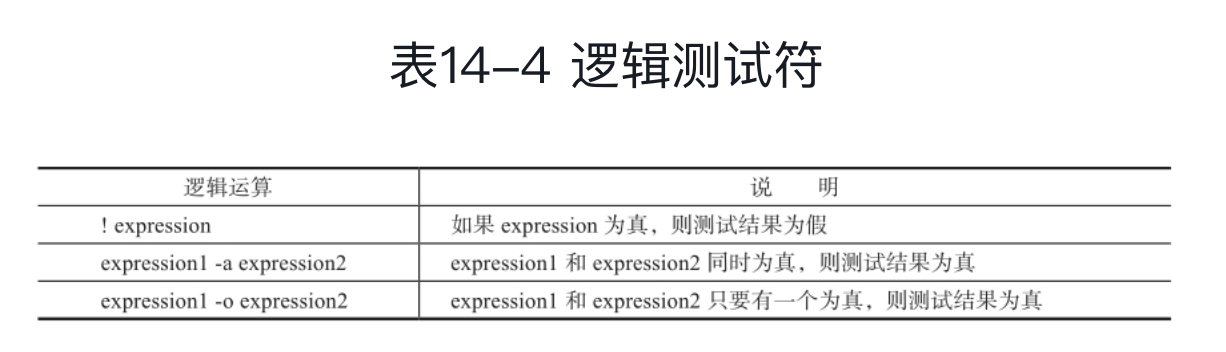 表14-4 逻辑测试符
逻辑运算 说 明
! expression 如果 expression 为真，则测试结果为假
expression1 -a expression2 expression1 和 expression2 同时为真，则测试结果为真
expression1 -o expression2 expression1 和 expression2 只要有一个为真，则测试结果为真